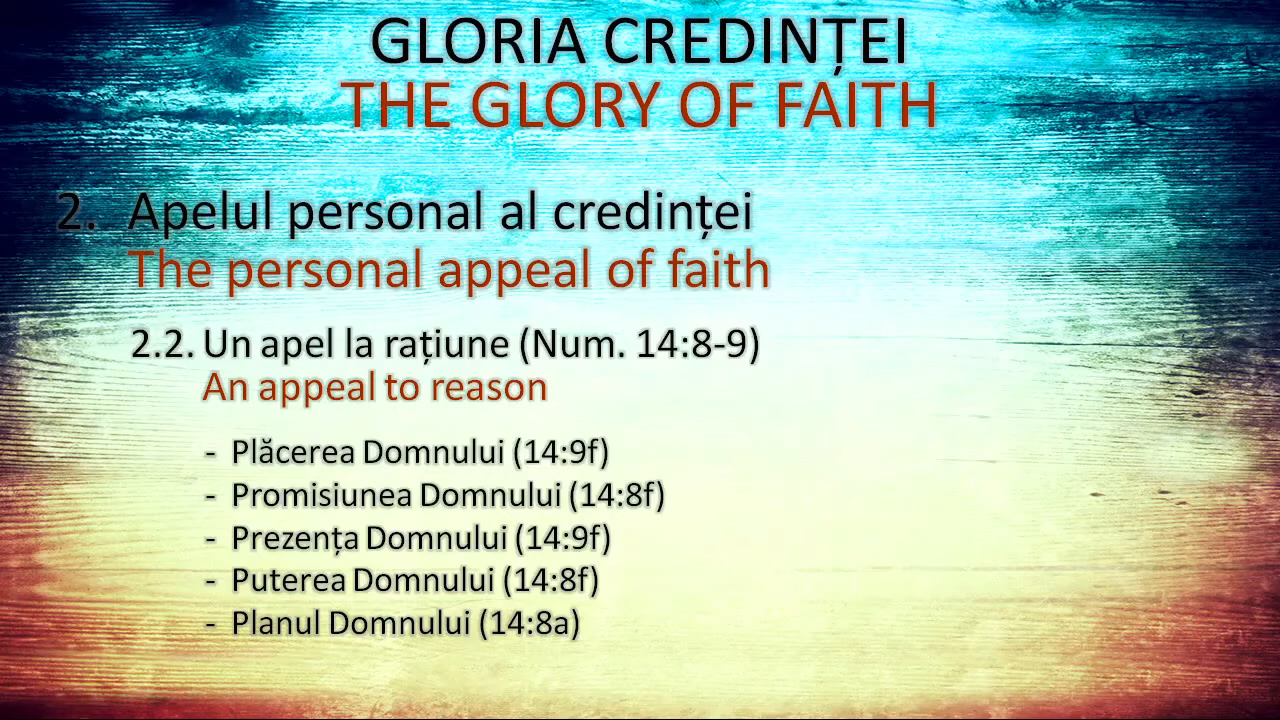 GLORIA CREDINȚEI
THE GLORY OF FAITH
2. Apelul personal al credinței
The personal appeal of faith
2.2. Un apel la rațiune (Num. 14:8-9)
An appeal to reason
- Plăcerea Domnului (14:9f)
- Promisiunea Domnului (14:8f)
- Prezența Domnului (14:9f)
- Puterea Domnului (14:8f)
- Planul Domnului (14:8a)